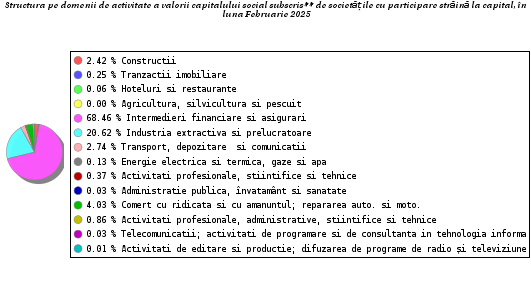 Structura pe domenii de activitate a valorii capitalului social subscris** de societăţile cu participare străină la capital, în
luna Februarie 2025
2.42 % Constructii
0.25 % Tranzactii imobiliare
0.06 % Hoteluri si restaurante
0.00 % Agricultura, silvicultura si pescuit
68.46 % Intermedieri financiare si asigurari
20.62 % Industria extractiva si prelucratoare
2.74 % Transport, depozitare  si comunicatii
0.13 % Energie electrica si termica, gaze si apa
0.37 % Activitati profesionale, stiintifice si tehnice
0.03 % Administratie publica, învatamânt si sanatate
4.03 % Comert cu ridicata si cu amanuntul; repararea auto. si moto.
0.86 % Activitati profesionale, administrative, stiintifice si tehnice
0.03 % Telecomunicatii; activitati de programare si de consultanta in tehnologia informa
0.01 % Activitati de editare si productie; difuzarea de programe de radio și televiziune